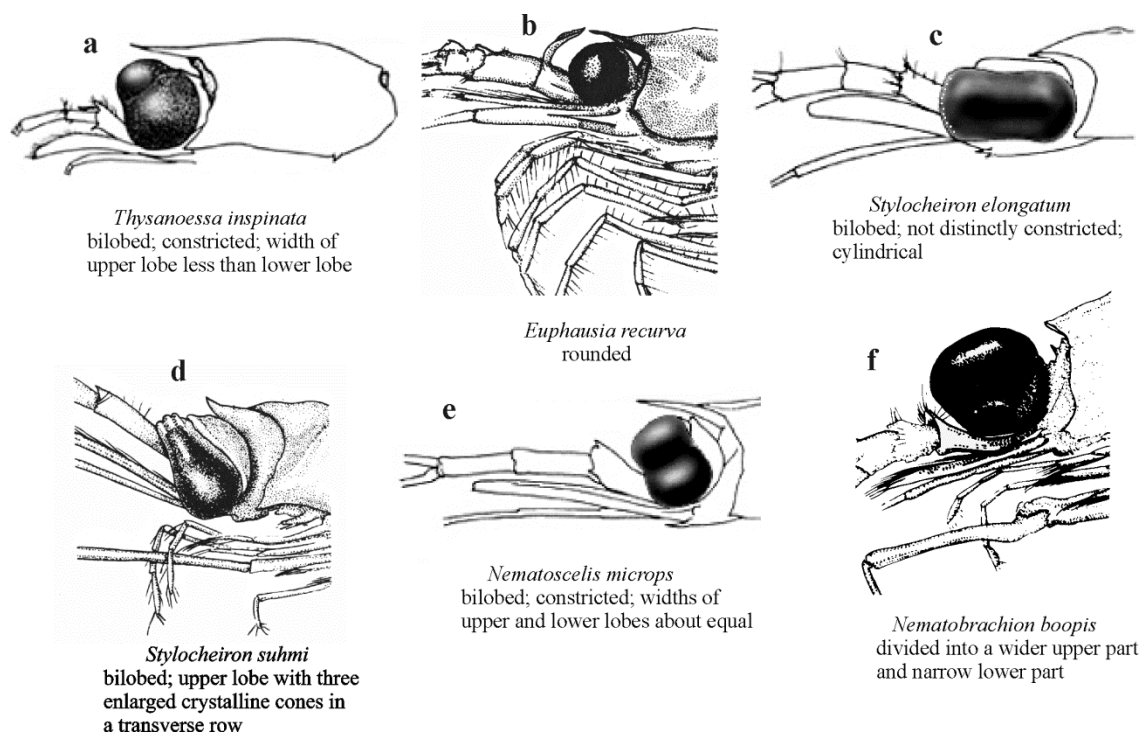 a
Thysanoessa inspinata
bilobed; constricted; width of
upper lobe less than lower lobe
b
Euphausia recurva
rounded
c
Stylocheiron elongatum
bilobed; not distinctly constricted;
cylindrical
d
Stylocheiron suhmi
bilobed; upper lobe with three
enlarged crystalline cones in
a transverse row
e
Nematoscelis microps
bilobed; constricted; widths of
upper and lower lobes about equal
f
Nematobrachion boopis
divided into a wider upper part
and narrow lower part